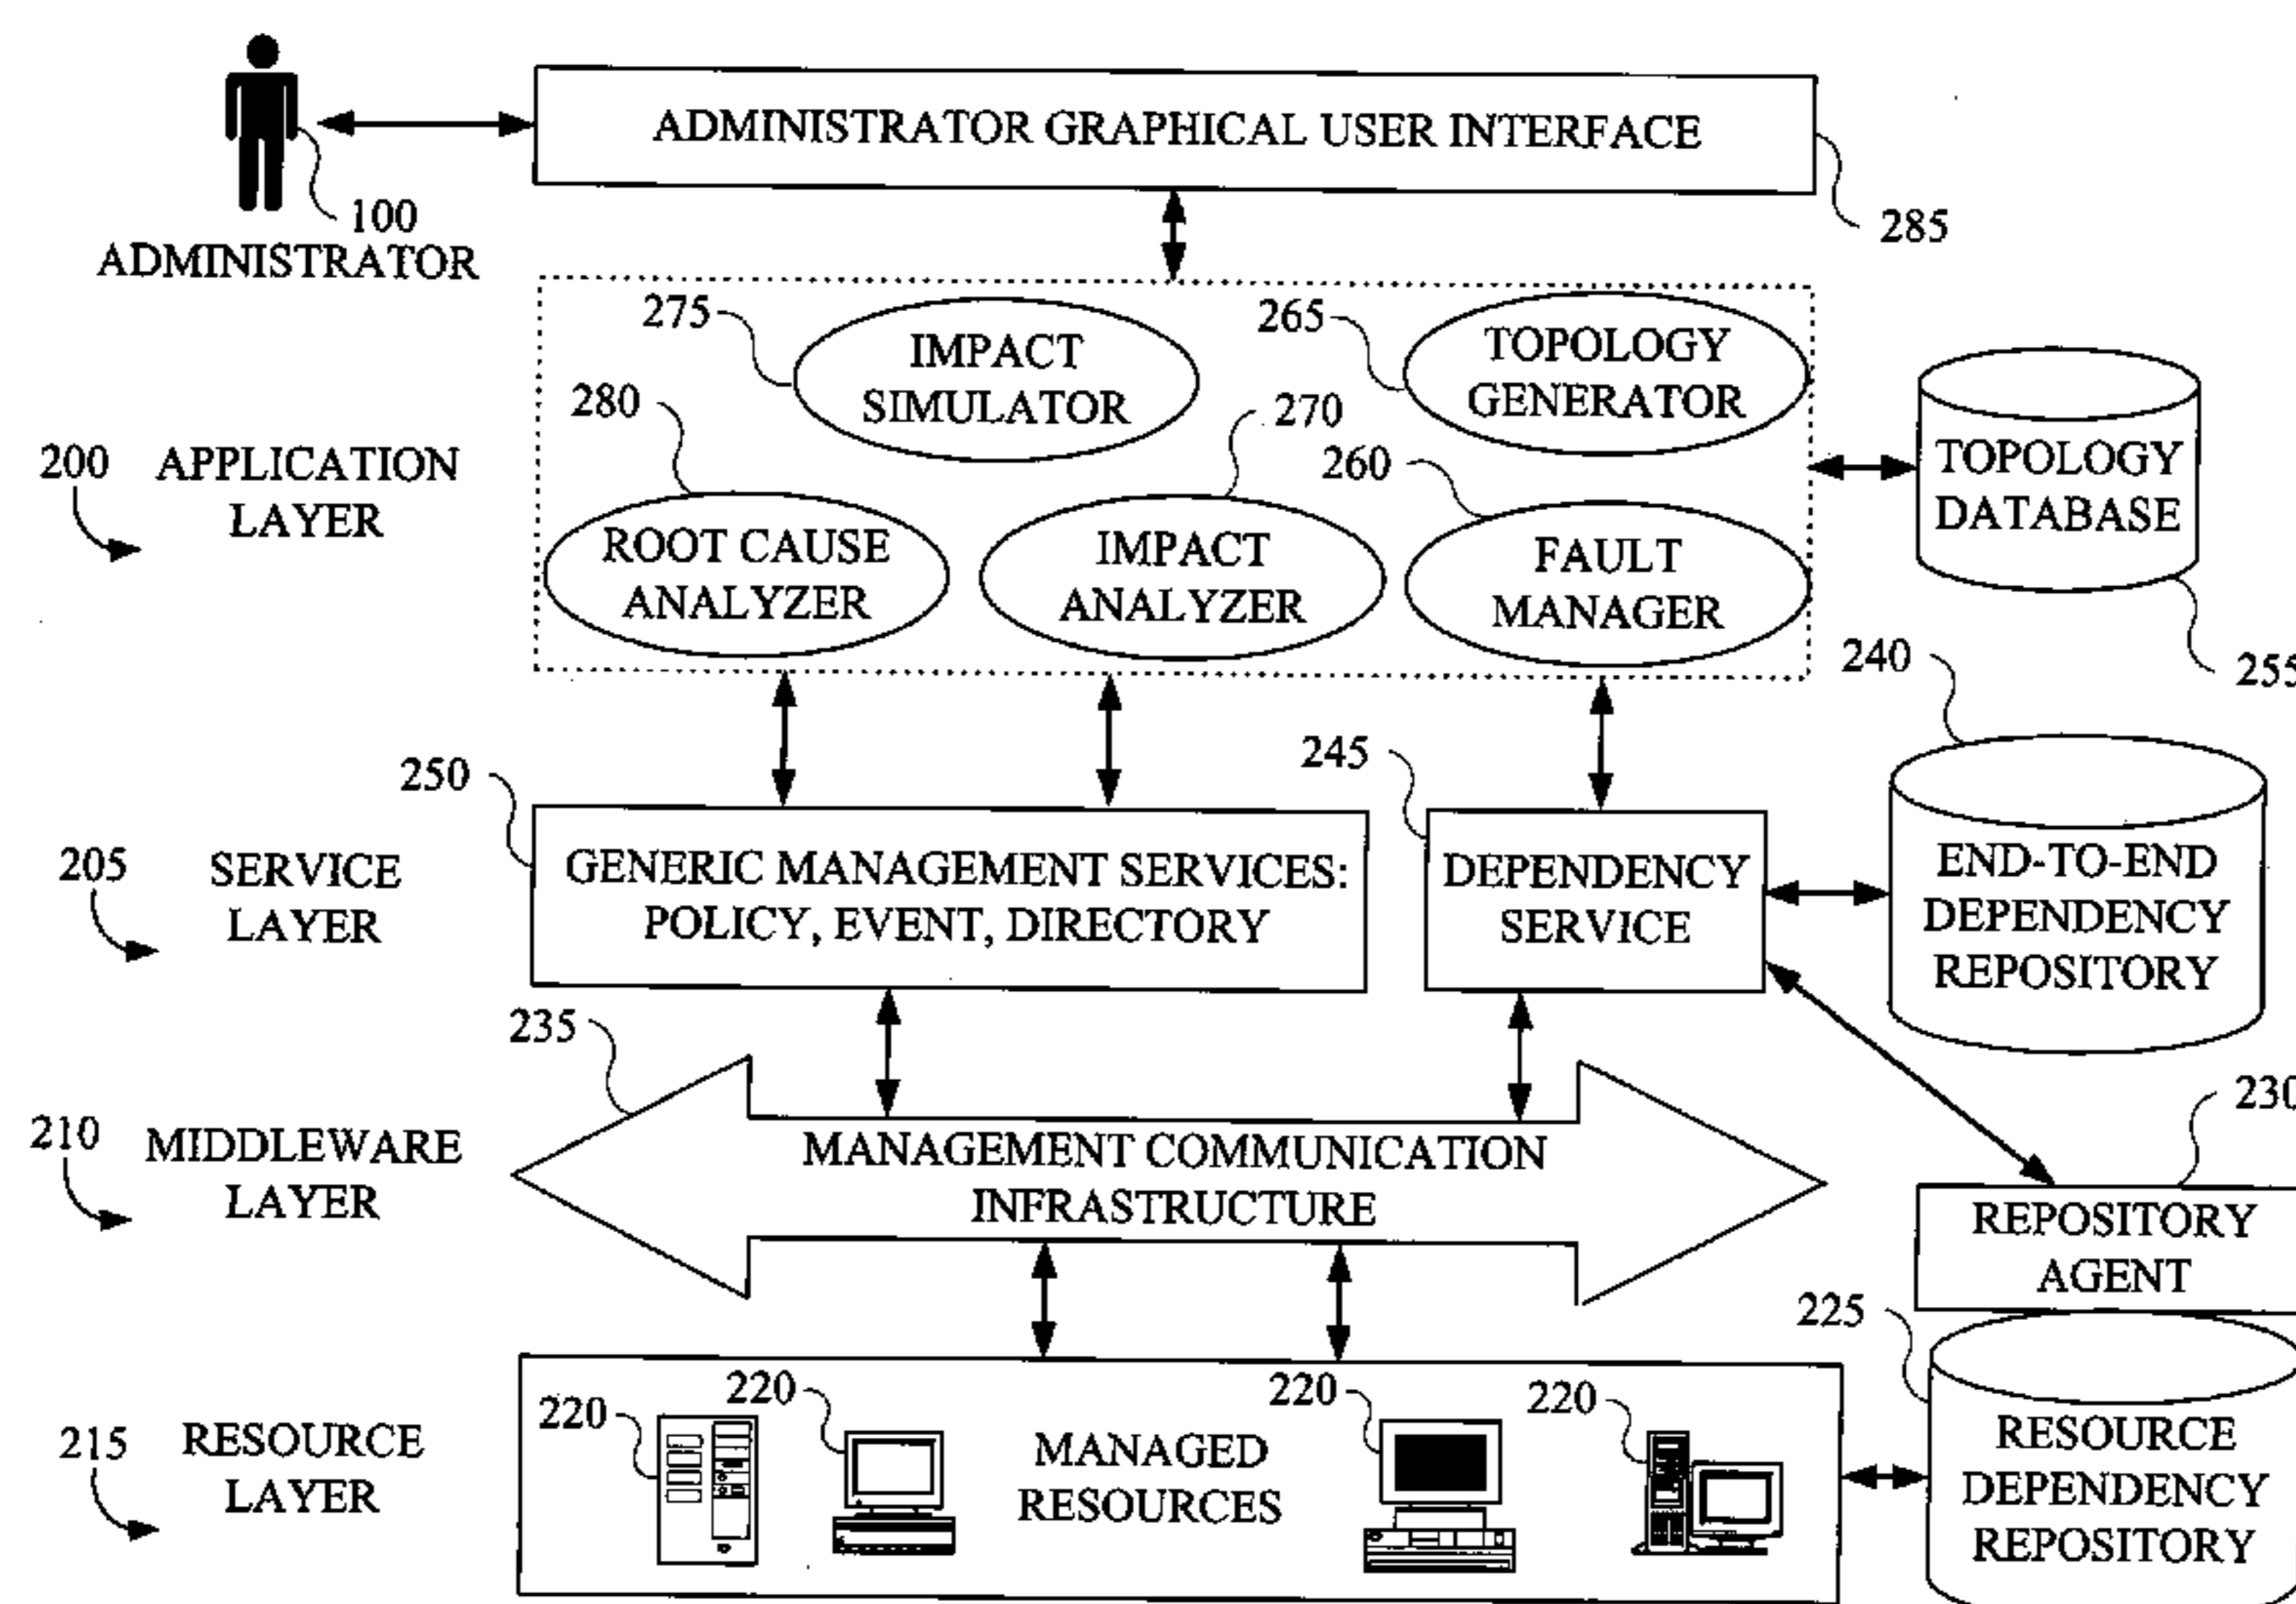 ADMINISTRATOR GRAPHICAL USER INTERFACE
100
ADMINISTRATOR
285
275
IMPACT
SIMULATOR
265
TOPOLOGY
GENERATOR
280
270
260
200
APPLICATION
LAYER
ROOT CAUSE
ANALYZER
IMPACT
ANALYZER
FAULT
MANAGER
TOPOLOGY
DATABASE
255
240
250
245
205
SERVICE
LAYER
GENERIC MANAGEMENT SERVICES:
POLICY, EVENT, DIRECTORY
DEPENDENCY
SERVICE
END-TO-END
DEPENDENCY
REPOSITORY
235
230
210
MIDDLEWARE
LAYER
MANAGEMENT COMMUNICATION
INFRASTRUCTURE
REPOSITORY
AGENT
225
215
RESOURCE
LAYER
220
220
MANAGED
RESOURCES
220
220
RESOURCE
DEPENDENCY
REPOSITORY